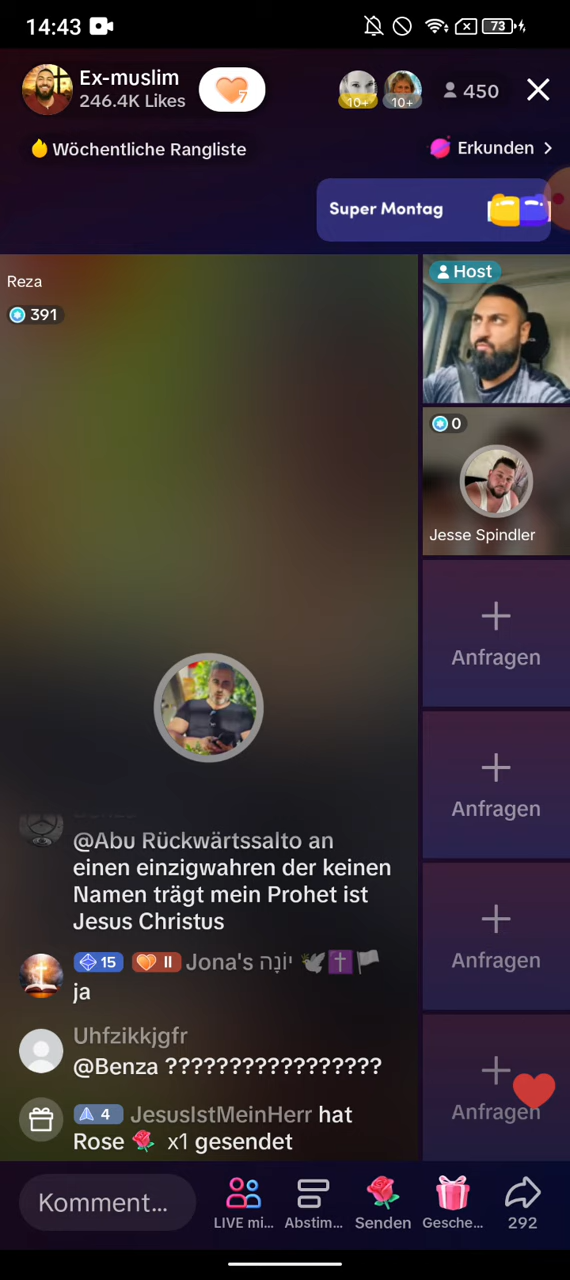 14:43
73
Ex-muslim
246.4K Likes
7
10+
10+
450
Wöchentliche Rangliste
Erkunden >
Super Montag
Reza
391
Host
0
Jesse Spindler
Anfragen
Anfragen
Anfragen
Anfragen
@Abu Rückwärtssalto an
einen einzigwahren der keinen
Namen trägt mein Prohet ist
Jesus Christus
15 II Jona's יוֹנָה 🕊️✝️🏳️
ja
Uhfzikkjgfr
@Benza ?????????????????
4 JesusIstMeinHerr hat
Rose 🌹 x1 gesendet
Komment...
LIVE mi...
Abstim...
Senden
Gesche...
292